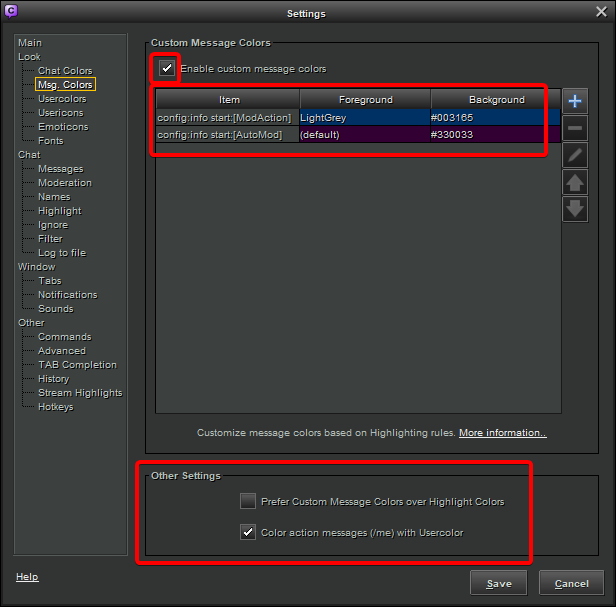 Settings
Main
Look
Chat Colors
Msg. Colors
Usercolors
Usericons
Emoticons
Fonts
Chat
Messages
Moderation
Names
Highlight
Ignore
Filter
Log to file
Window
Tabs
Notifications
Sounds
Other
Commands
Advanced
TAB Completion
History
Stream Highlights
Hotkeys
Custom Message Colors
Enable custom message colors
Item Foreground Background
config:info start:[ModAction] LightGrey #003165
config:info start:[AutoMod] (default) #330033
Customize message colors based on Highlighting rules. More information..
Other Settings
Prefer Custom Message Colors over Highlight Colors
Color action messages (/me) with Usercolor
Help
Save Cancel